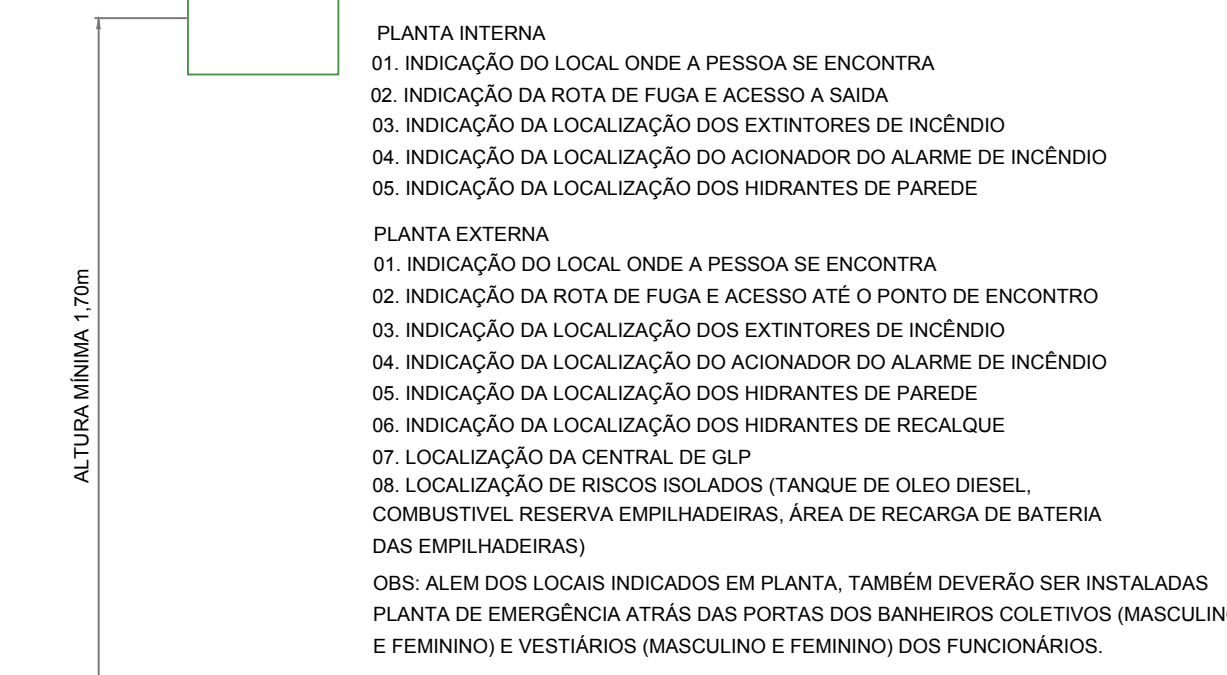 PLANTA INTERNA
01. INDICAÇÃO DO LOCAL ONDE A PESSOA SE ENCONTRA
02. INDICAÇÃO DA ROTA DE FUGA E ACESSO A SAIDA
03. INDICAÇÃO DA LOCALIZAÇÃO DOS EXTINTORES DE INCÊNDIO
04. INDICAÇÃO DA LOCALIZAÇÃO DO ACIONADOR DO ALARME DE INCÊNDIO
05. INDICAÇÃO DA LOCALIZAÇÃO DOS HIDRANTES DE PAREDE
PLANTA EXTERNA
01. INDICAÇÃO DO LOCAL ONDE A PESSOA SE ENCONTRA
02. INDICAÇÃO DA ROTA DE FUGA E ACESSO ATÉ O PONTO DE ENCONTRO
03. INDICAÇÃO DA LOCALIZAÇÃO DOS EXTINTORES DE INCÊNDIO
04. INDICAÇÃO DA LOCALIZAÇÃO DO ACIONADOR DO ALARME DE INCÊNDIO
05. INDICAÇÃO DA LOCALIZAÇÃO DOS HIDRANTES DE PAREDE
06. INDICAÇÃO DA LOCALIZAÇÃO DOS HIDRANTES DE RECALQUE
07. LOCALIZAÇÃO DA CENTRAL DE GLP
08. LOCALIZAÇÃO DE RISCOS ISOLADOS (TANQUE DE OLEO DIESEL,
COMBUSTIVEL RESERVA EMPILHADEIRAS, ÁREA DE RECARGA DE BATERIA
DAS EMPILHADEIRAS)
OBS: ALEM DOS LOCAIS INDICADOS EM PLANTA, TAMBÉM DEVERÃO SER INSTALADAS
PLANTA DE EMERGÊNCIA ATRÁS DAS PORTAS DOS BANHEIROS COLETIVOS (MASCULINO
E FEMININO) E VESTIÁRIOS (MASCULINO E FEMININO) DOS FUNCIONÁRIOS.
ALTURA MÍNIMA 1,70m